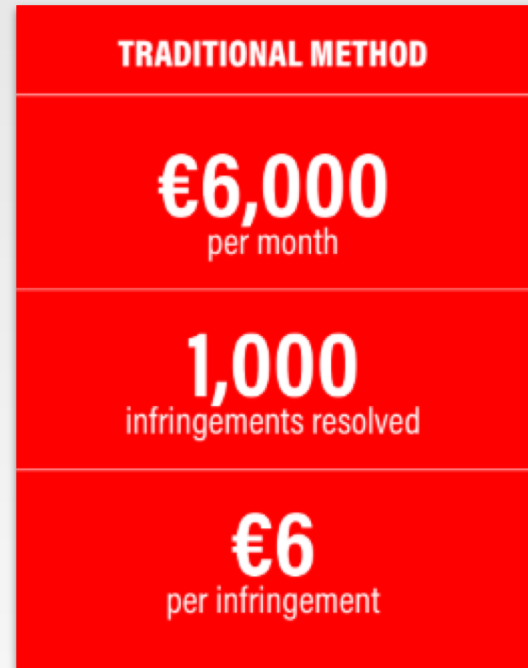 TRADITIONAL METHOD
€6,000
per month
1,000
infringements resolved
€6
per infringement